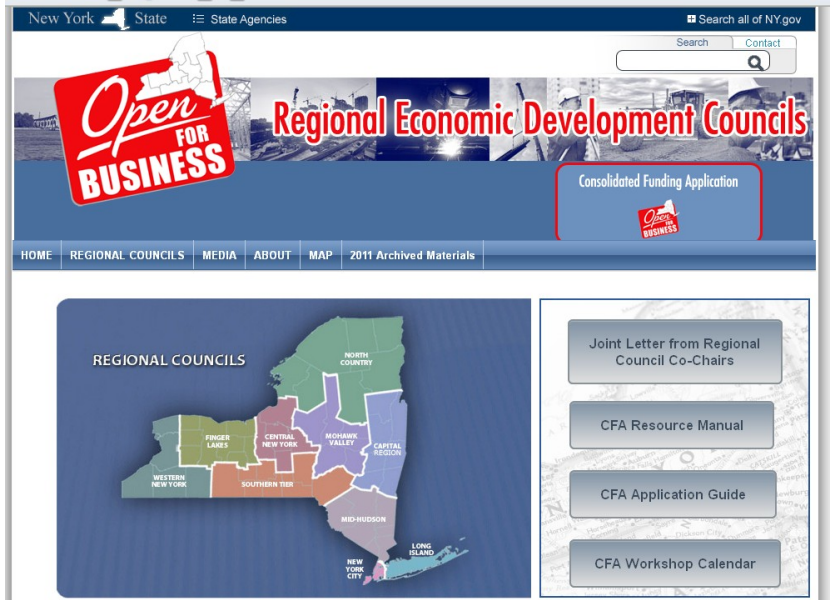 New York State
State Agencies
Search all of NY.gov
Search
Contact
Open
FOR
BUSINESS
Regional Economic Development Councils
Consolidated Funding Application
Open
FOR
BUSINESS
HOME
REGIONAL COUNCILS
MEDIA
ABOUT
MAP
2011 Archived Materials
REGIONAL COUNCILS
NORTH
COUNTRY
FINGER
LAKES
CENTRAL
NEW YORK
MOHAWK
VALLEY
CAPITAL
REGION
WESTERN
NEW YORK
SOUTHERN TIER
MID-HUDSON
LONG
ISLAND
NEW
YORK
CITY
Joint Letter from Regional
Council Co-Chairs
CFA Resource Manual
CFA Application Guide
CFA Workshop Calendar